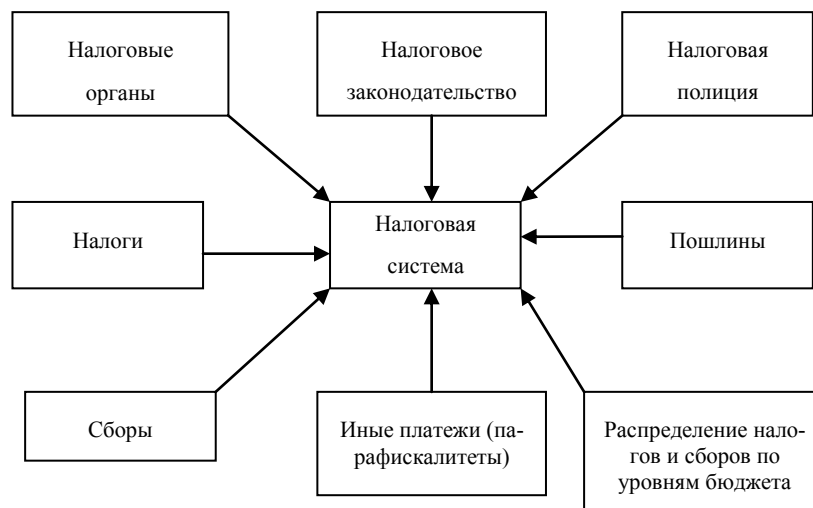 Налоговые
органы
Налоговое
законодательство
Налоговая
полиция
Налоги
Налоговая
система
Пошлины
Сборы
Иные платежи (па-
рафискалитеты)
Распределение нало-
гов и сборов по
уровням бюджета